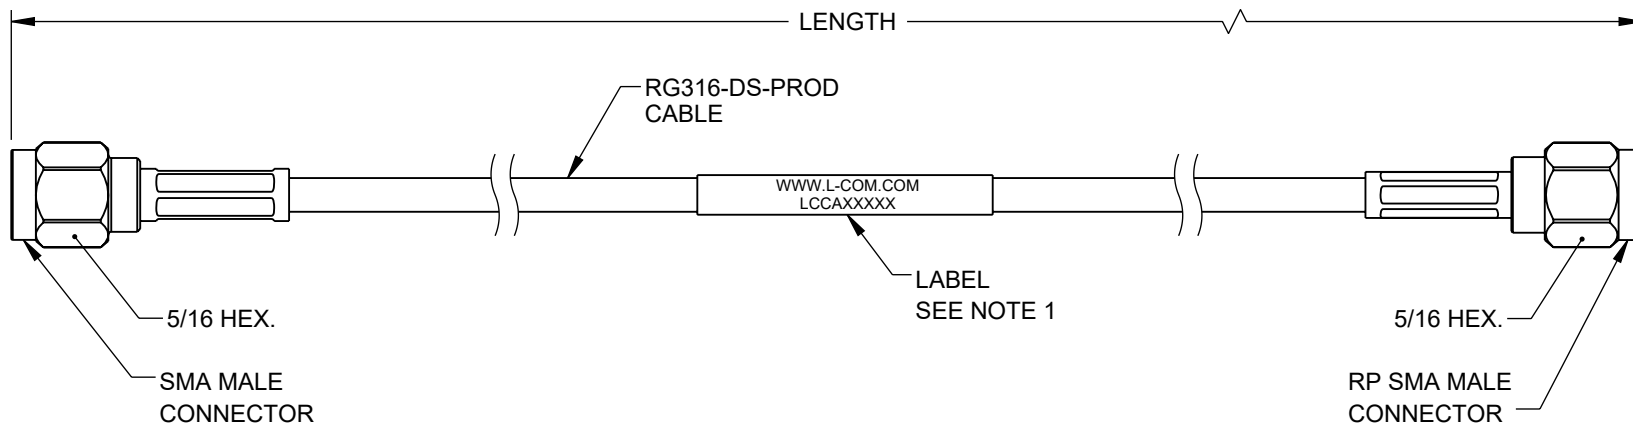 LENGTH
RG316-DS-PROD
CABLE
WWW.L-COM.COM
LCCAXXXXX
LABEL
SEE NOTE 1
5/16 HEX.
5/16 HEX.
SMA MALE
CONNECTOR
RP SMA MALE
CONNECTOR